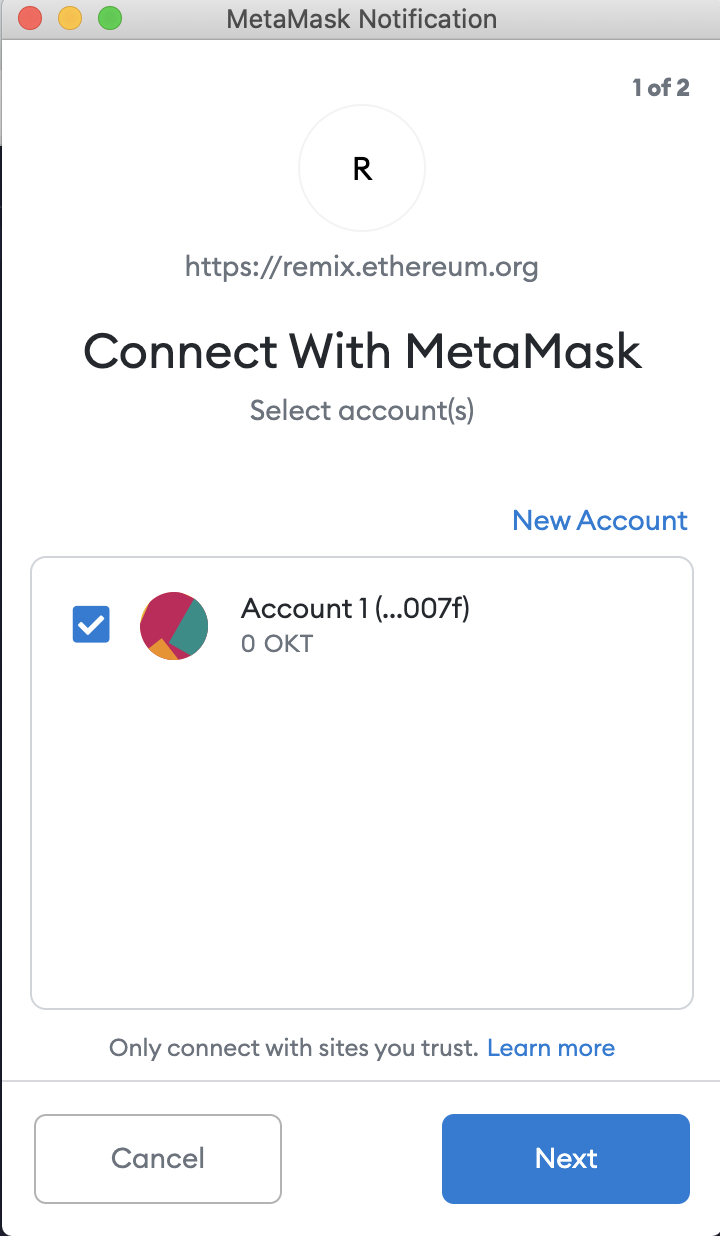 MetaMask Notification
1 of 2
R
https://remix.ethereum.org
Connect With MetaMask
Select account(s)
New Account
Account 1 (...007f)
0 OKT
Only connect with sites you trust. Learn more
Cancel
Next